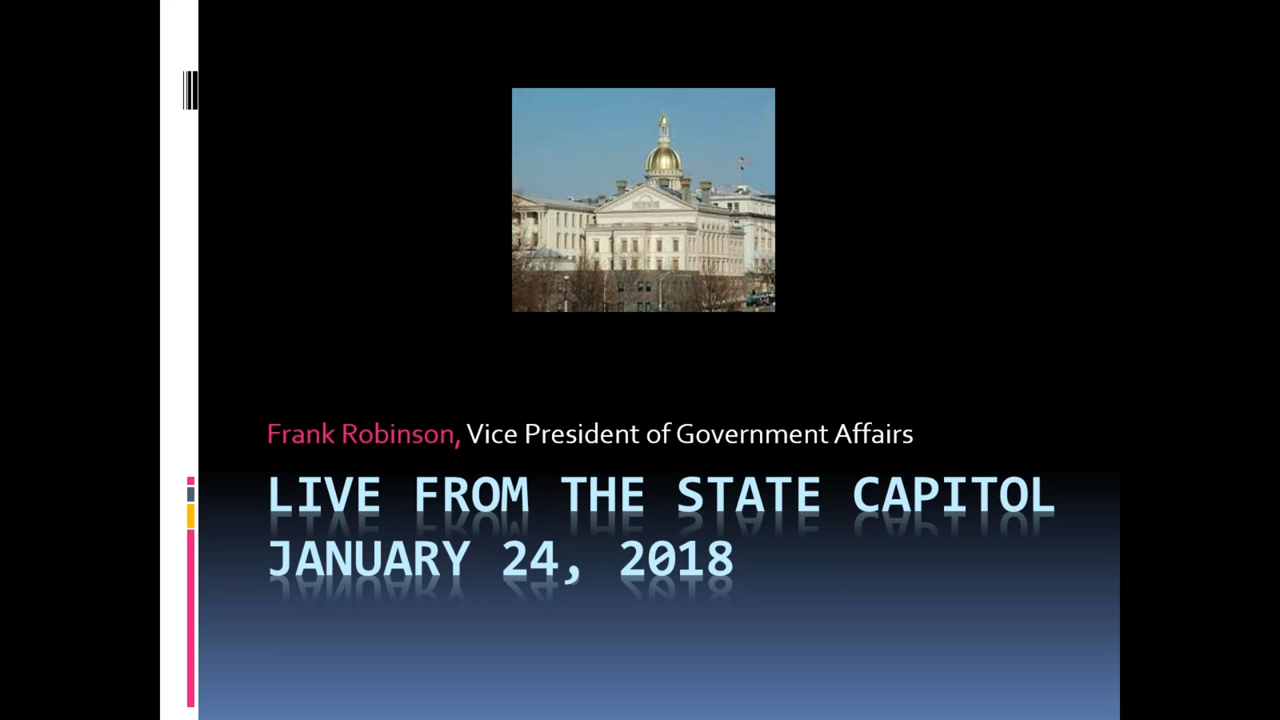 Frank Robinson, Vice President of Government Affairs
LIVE FROM THE STATE CAPITOL
JANUARY 24, 2018